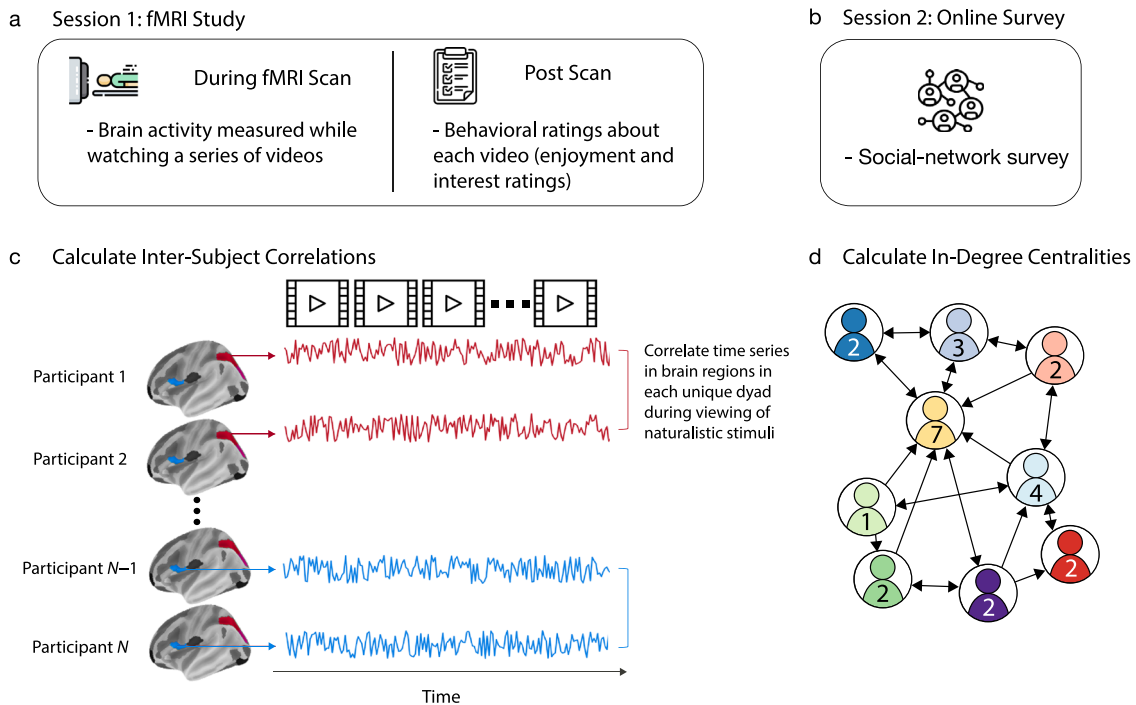 a Session 1: fMRI Study
During fMRI Scan
- Brain activity measured while
watching a series of videos
Post Scan
- Behavioral ratings about
each video (enjoyment and
interest ratings)
b Session 2: Online Survey
- Social-network survey
c Calculate Inter-Subject Correlations
Participant 1
Participant 2
Participant N–1
Participant N
Correlate time series
in brain regions in
each unique dyad
during viewing of
naturalistic stimuli
Time
d Calculate In-Degree Centralities
2
3
2
7
4
1
2
2
2